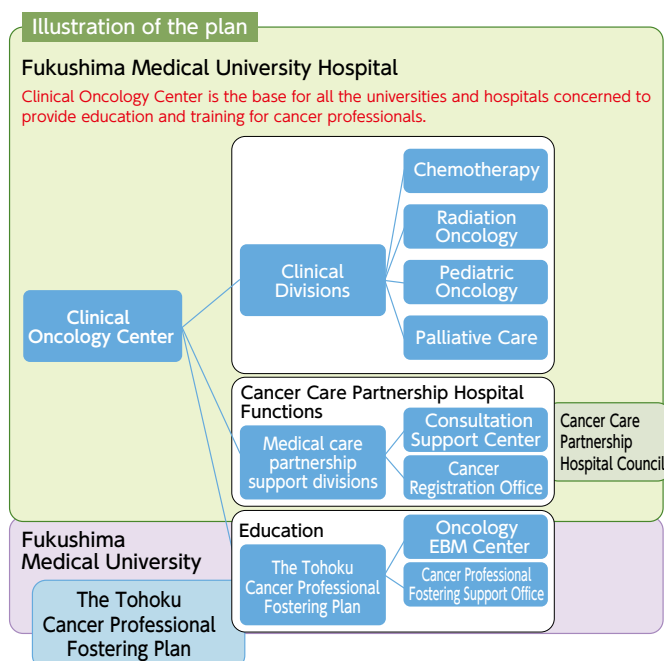 Illustration of the plan
Fukushima Medical University Hospital
Clinical Oncology Center is the base for all the universities and hospitals concerned to
provide education and training for cancer professionals.
Clinical
Oncology Center
Clinical
Divisions
Chemotherapy
Radiation
Oncology
Pediatric
Oncology
Palliative Care
Cancer Care Partnership Hospital
Functions
Medical care
partnership
support divisions
Consultation
Support Center
Cancer
Registration Office
Cancer Care
Partnership
Hospital Council
Fukushima
Medical University
Education
The Tohoku
Cancer Professional
Fostering Plan
Oncology
EBM Center
Cancer Professional
Fostering Support Office
The Tohoku
Cancer Professional
Fostering Plan